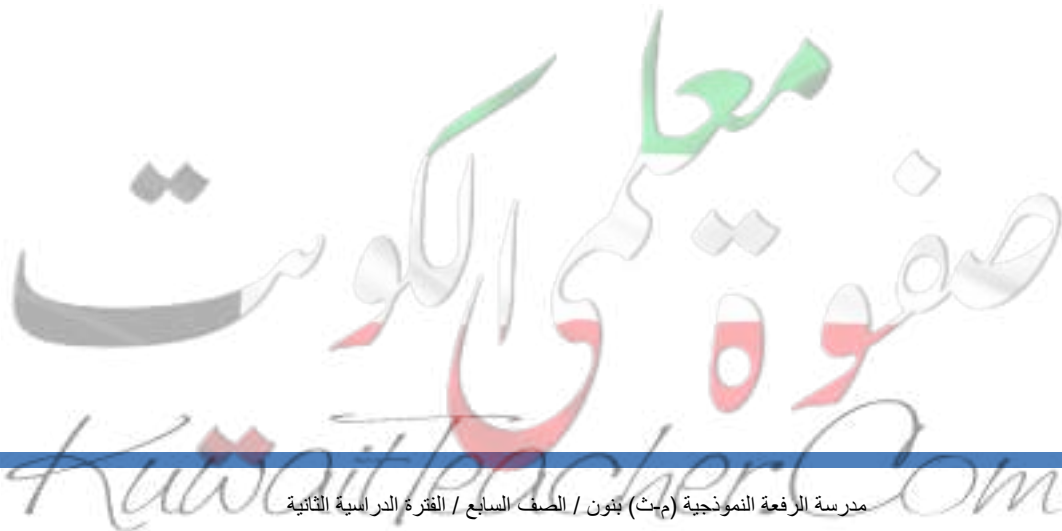 صفوة معلمي الكويت
KuwaitTeacher.Com
مدرسة الرفعة النموذجية (م-ث) بنون / الصف السابع / الفترة الدراسية الثانية